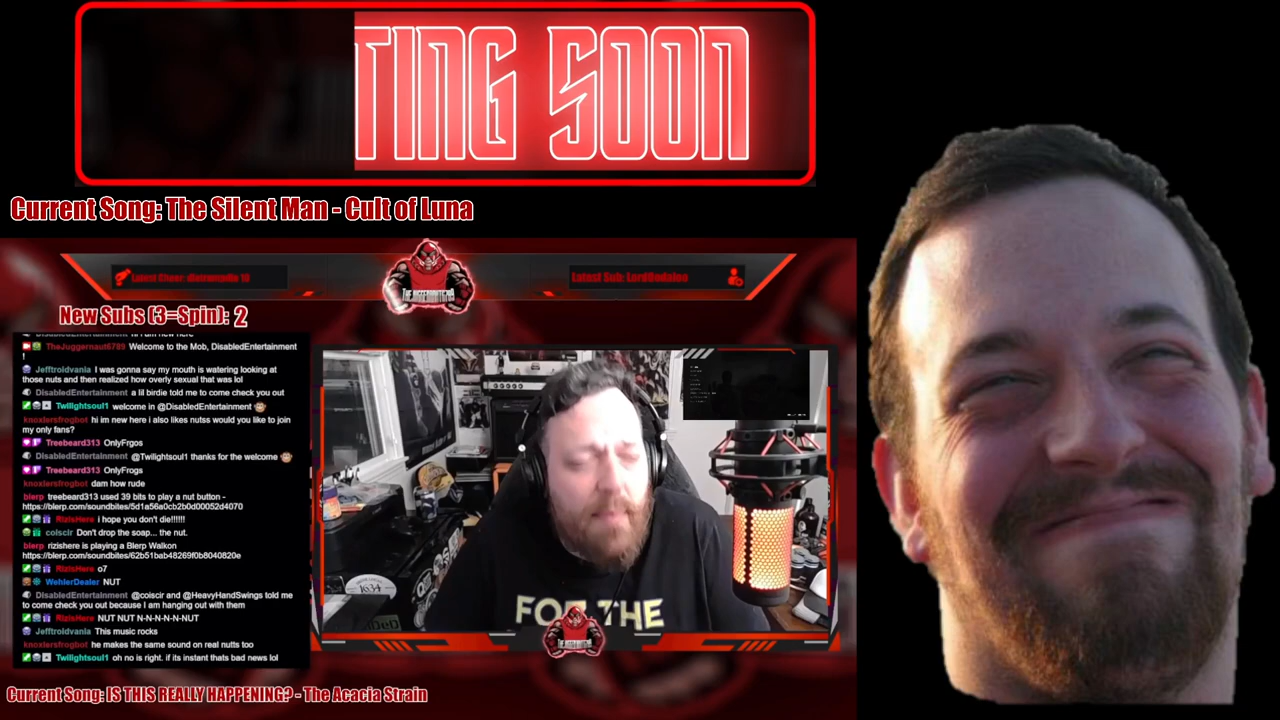 TING SOON
Current Song: The Silent Man - Cult of Luna
Latest Sub:
New Subs (3=Spin): 2
TheJuggernaut6789 Welcome to the Mob, DisabledEntertainment
!
Jefftroidvania I was gonna say my mouth is watering looking at
those nuts and then realized how overly sexual that was lol
DisabledEntertainment a lil birdie told me to come check you out
Twilightsoul1 welcome in @DisabledEntertainment
knoxiersfrogbot hi im new here i also likes nutss would you like to join
my only fans?
Treebeard313 OnlyFrgos
DisabledEntertainment @Twilightsoul1 thanks for the welcome
Treebeard313 OnlyFrogs
knoxiersfrogbot dam how rude
blerp treebeard313 used 39 bits to play a nut button -
https://blerp.com/soundbites/5d1a56a0cb2b0d00052d4070
RizIsHere i hope you don't die!!!!!!
coiscir Don't drop the soap... the nut.
blerp rizishere is playing a Blerp Walkon
https://blerp.com/soundbites/62b51bab48269f0b8040820e
RizIsHere o7
WehlerDealer NUT
DisabledEntertainment @coiscir and @HeavyHandSwings told me
to come check you out because I am hanging out with them
RizIsHere NUT NUT N-N-N-N-N-NUT
Jefftroidvania This music rocks
knoxiersfrogbot he makes the same sound on real nutts too
Twilightsoul1 oh no is right. if its instant thats bad news lol
1634
FOR THE
Current Song: IS THIS REALLY HAPPENING? - The Acacia Strain